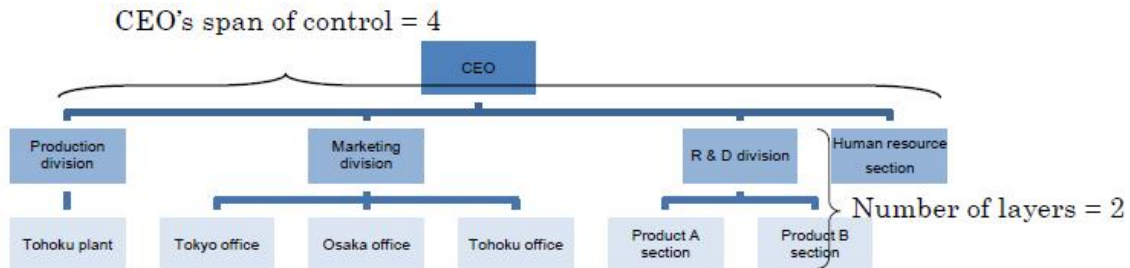 CEO’s span of control = 4
CEO
Production
division
Marketing
division
R & D division
Human resource
section
Number of layers = 2
Tohoku plant
Tokyo office
Osaka office
Tohoku office
Product A
section
Product B
section